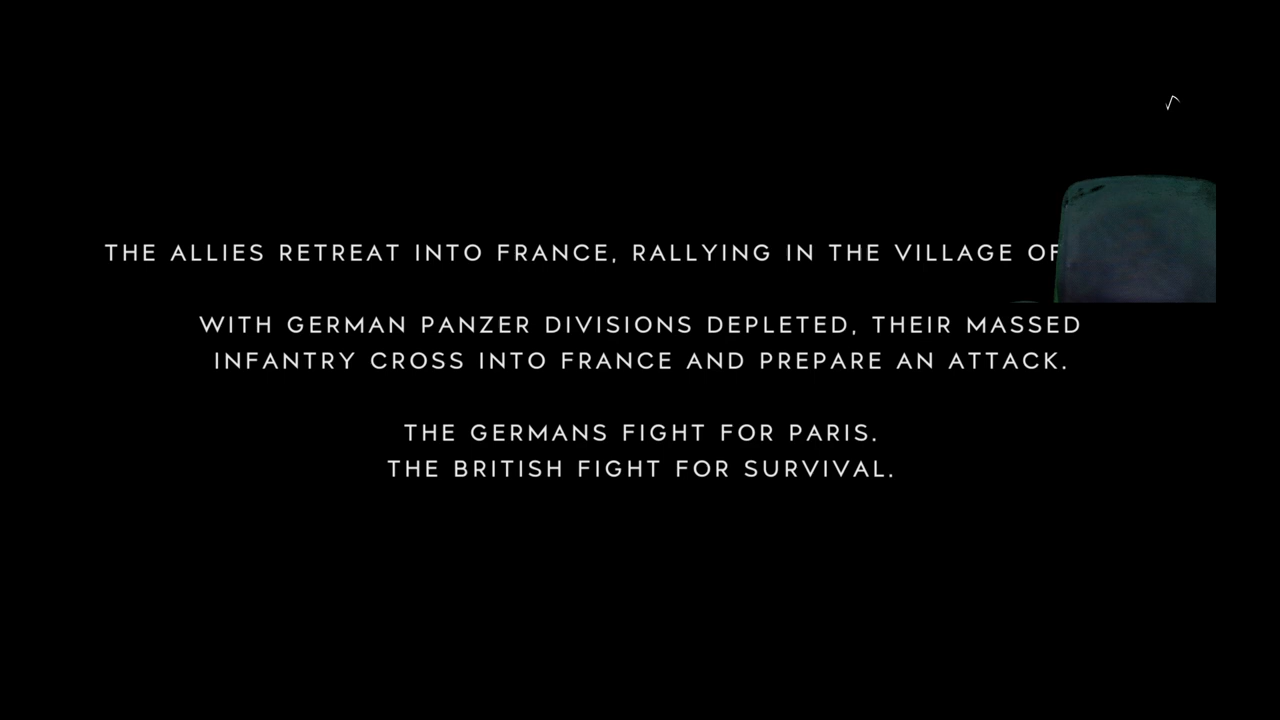 THE ALLIES RETREAT INTO FRANCE, RALLYING IN THE VILLAGE OF
WITH GERMAN PANZER DIVISIONS DEPLETED, THEIR MASSED
INFANTRY CROSS INTO FRANCE AND PREPARE AN ATTACK.
THE GERMANS FIGHT FOR PARIS.
THE BRITISH FIGHT FOR SURVIVAL.